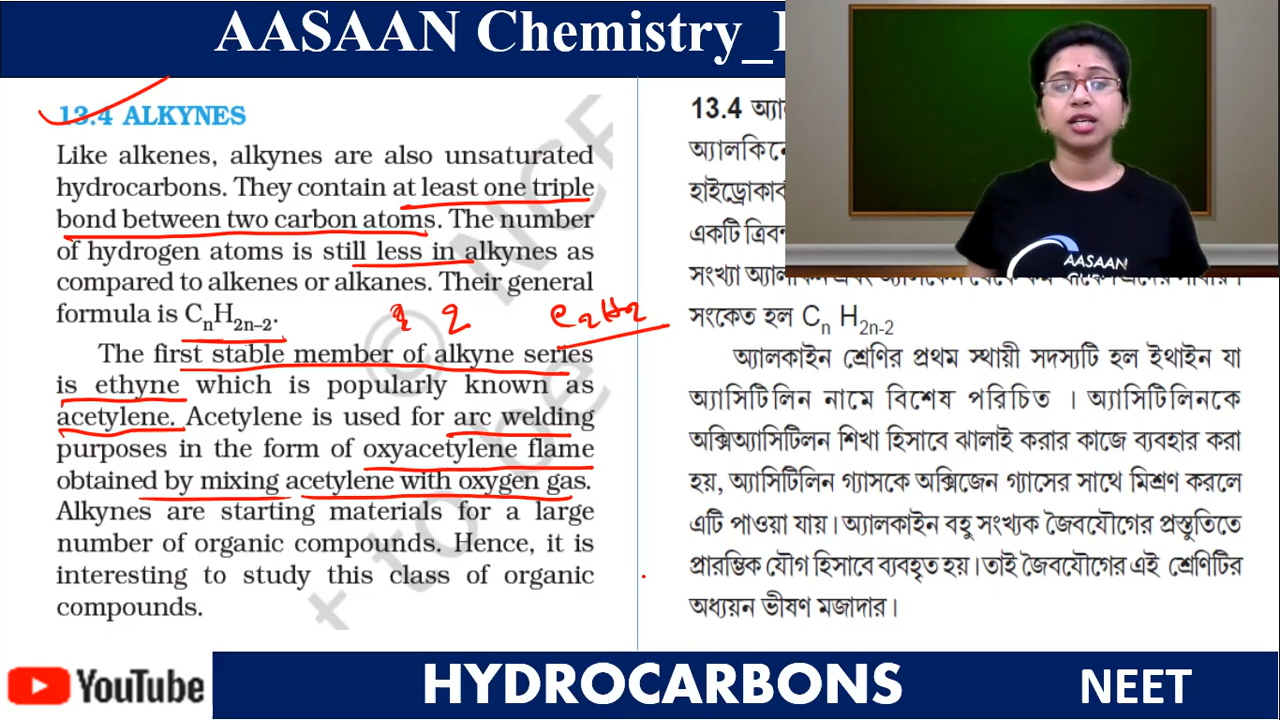 AASAAN Chemistry_
13.4 ALKYNES
Like alkenes, alkynes are also unsaturated
hydrocarbons. They contain at least one triple
bond between two carbon atoms. The number
of hydrogen atoms is still less in alkynes as
compared to alkenes or alkanes. Their general
formula is CnH2n–2.
2 C2H2
The first stable member of alkyne series
is ethyne which is popularly known as
acetylene. Acetylene is used for arc welding
purposes in the form of oxyacetylene flame
obtained by mixing acetylene with oxygen gas.
Alkynes are starting materials for a large
number of organic compounds. Hence, it is
interesting to study this class of organic
compounds.
13.4
সংকেত হল Cn H2n-2
অ্যালকাইন শ্রেণির প্রথম স্থায়ী সদস্যটি হল ইথাইন যা
অ্যাসিটিলিন নামে বিশেষ পরিচিত । অ্যাসিটিলিনকে
অক্সিঅ্যাসিটিলন শিখা হিসাবে ঝালাই করার কাজে ব্যবহার করা
হয়, অ্যাসিটিলিন গ্যাসকে অক্সিজেন গ্যাসের সাথে মিশ্রণ করলে
এটি পাওয়া যায়। অ্যালকাইন বহু সংখ্যক জৈবযৌগের প্রস্তুতিতে
প্রারম্ভিক যৌগ হিসাবে ব্যবহৃত হয়। তাই জৈবযৌগের এই শ্রেণিটির
অধ্যয়ন ভীষণ মজাদার।
AASAAN
YouTube
HYDROCARBONS
NEET